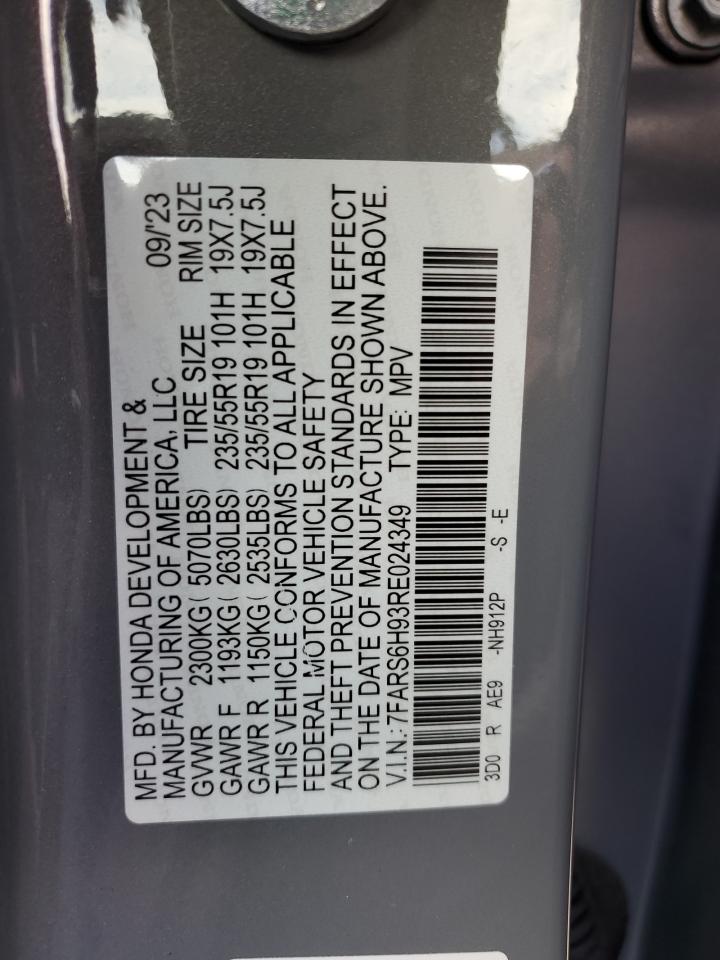 MFD. BY HONDA DEVELOPMENT &
MANUFACTURING OF AMERICA, LLC 09/'23
GVWR 2300KG( 5070LBS) TIRE SIZE RIM SIZE
GAWR F 1193KG( 2630LBS) 235/55R19 101H 19X7.5J
GAWR R 1150KG( 2535LBS) 235/55R19 101H 19X7.5J
THIS VEHICLE CONFORMS TO ALL APPLICABLE
FEDERAL MOTOR VEHICLE SAFETY
AND THEFT PREVENTION STANDARDS IN EFFECT
ON THE DATE OF MANUFACTURE SHOWN ABOVE.
V.I.N.: 7FARS6H93RE024349 TYPE: MPV
3D0 R AE9 -NH912P -S -E